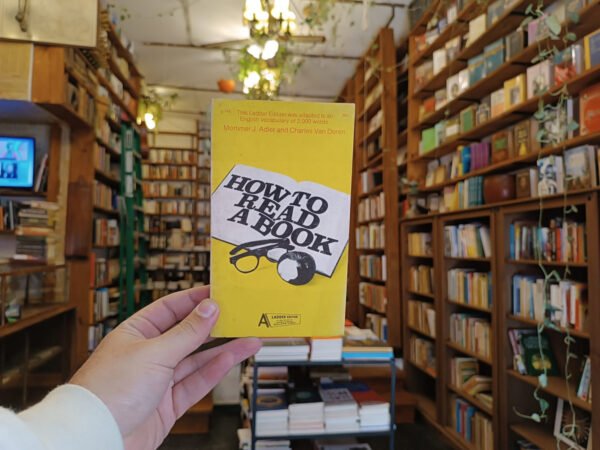 This Ladder Edition was adapted to an
English vocabulary of 2,000 words
Mortimer J. Adler and Charles Van Doren
HOW TO
READ
A BOOK
LADDER EDITION